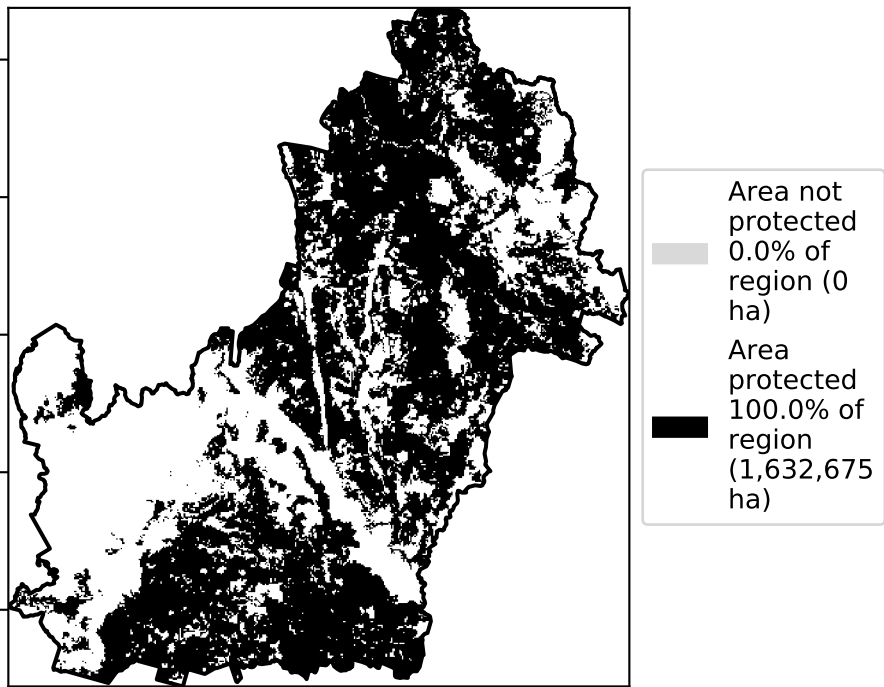 Area not
protected
0.0% of
region (0
ha)
Area
protected
100.0% of
region
(1,632,675
ha)